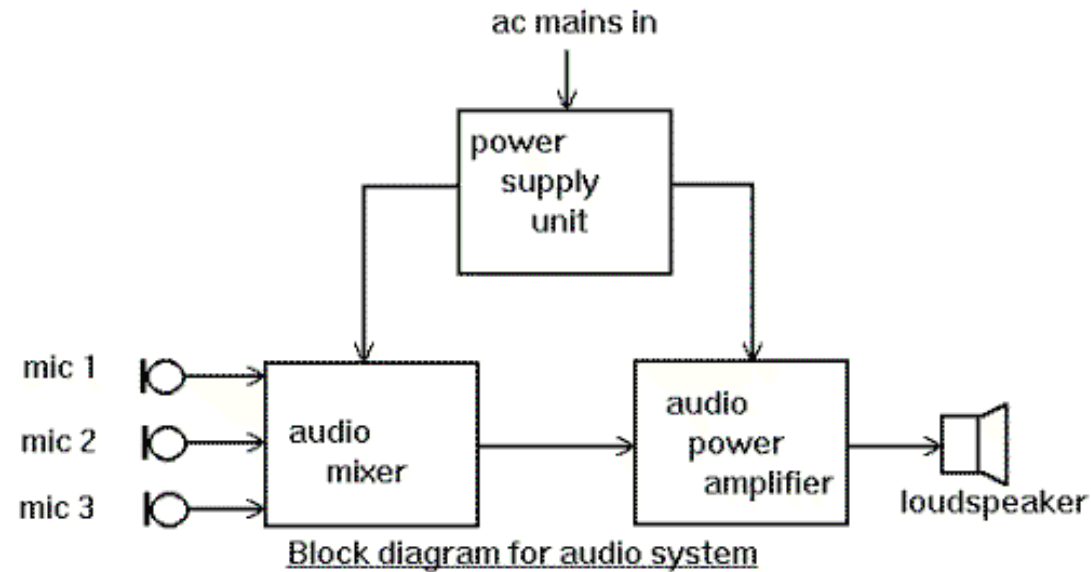 ac mains in
power
supply
unit
mic 1
mic 2
mic 3
audio
mixer
audio
power
amplifier
loudspeaker
Block diagram for audio system